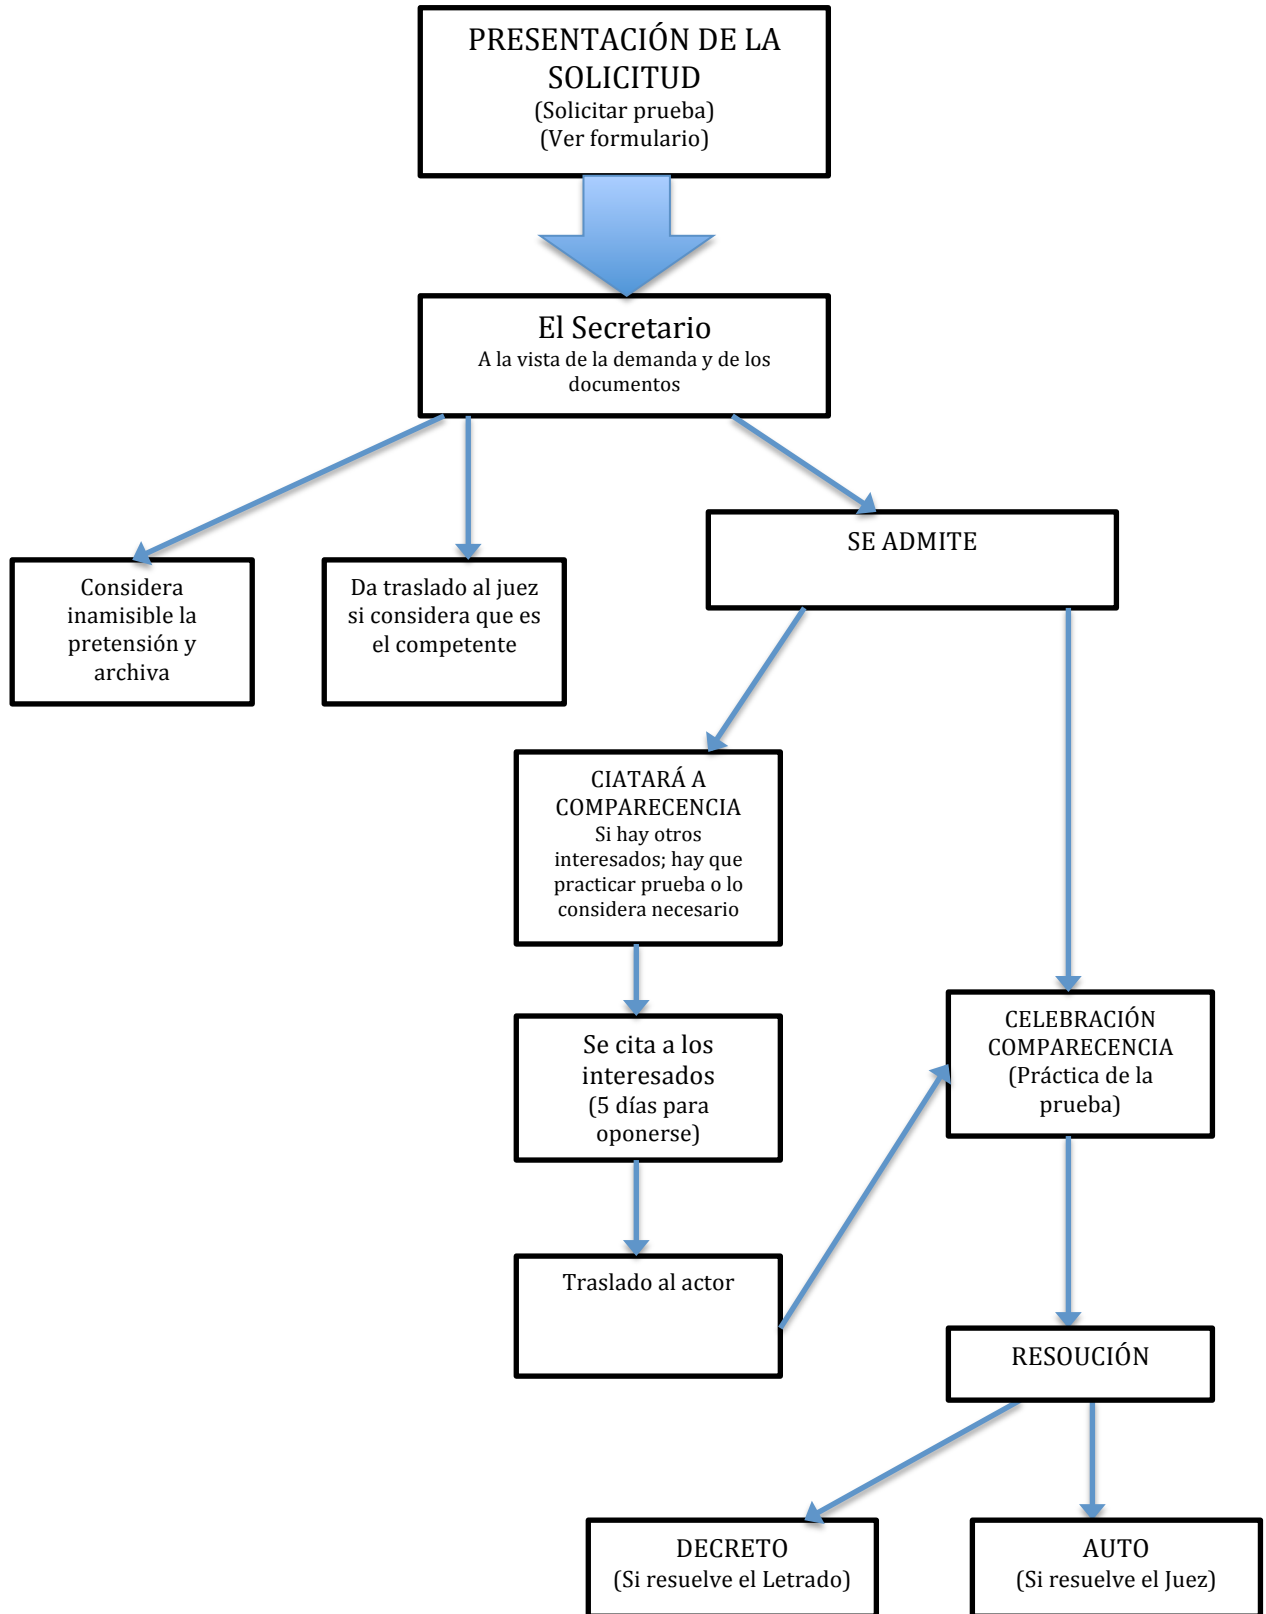 PRESENTACIÓN DE LA
SOLICITUD
(Solicitar prueba)
(Ver formulario)
El Secretario
A la vista de la demanda y de los
documentos
Considera
inamisible la
pretensión y
archiva
Da traslado al juez
si considera que es
el competente
SE ADMITE
CIATARÁ A
COMPARECENCIA
Si hay otros
interesados; hay que
practicar prueba o lo
considera necesario
Se cita a los
interesados
(5 días para
oponerse)
Traslado al actor
CELEBRACIÓN
COMPARECENCIA
(Práctica de la
prueba)
RESOUCIÓN
DECRETO
(Si resuelve el Letrado)
AUTO
(Si resuelve el Juez)